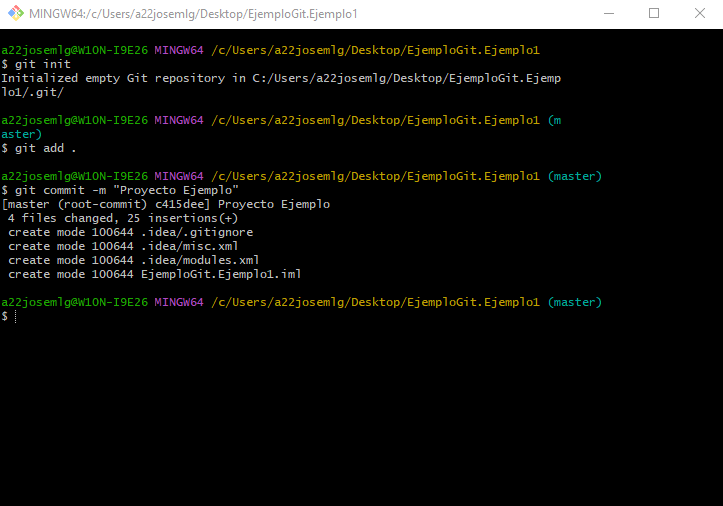 MINGW64:/c/Users/a22josemlg/Desktop/EjemploGit.Ejemplo1
a22josemlg@W10N-I9E26 MINGW64 /c/Users/a22josemlg/Desktop/EjemploGit.Ejemplo1
$ git init
Initialized empty Git repository in C:/Users/a22josemlg/Desktop/EjemploGit.Ejemp
lo1/.git/
a22josemlg@W10N-I9E26 MINGW64 /c/Users/a22josemlg/Desktop/EjemploGit.Ejemplo1 (m
aster)
$ git add .
a22josemlg@W10N-I9E26 MINGW64 /c/Users/a22josemlg/Desktop/EjemploGit.Ejemplo1 (master)
$ git commit -m "Proyecto Ejemplo"
[master (root-commit) c415dee] Proyecto Ejemplo
 4 files changed, 25 insertions(+)
 create mode 100644 .idea/.gitignore
 create mode 100644 .idea/misc.xml
 create mode 100644 .idea/modules.xml
 create mode 100644 EjemploGit.Ejemplo1.iml
a22josemlg@W10N-I9E26 MINGW64 /c/Users/a22josemlg/Desktop/EjemploGit.Ejemplo1 (master)
$